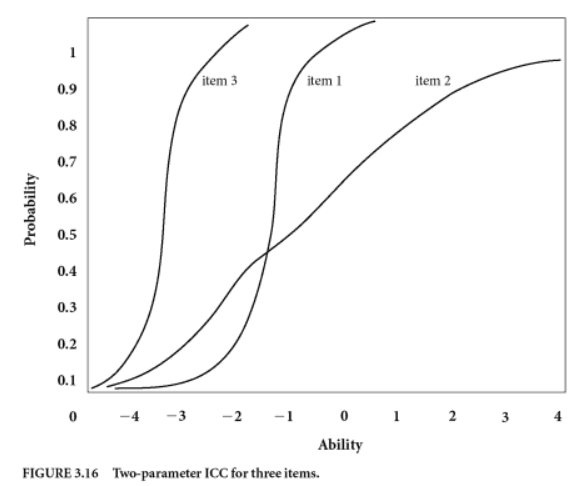 1
0.9
0.8
0.7
0.6
0.5
0.4
0.3
0.2
0.1
Probability
item 3
item 1
item 2
0 −4 −3 −2 −1 0 1 2 3 4
Ability
FIGURE 3.16 Two-parameter ICC for three items.